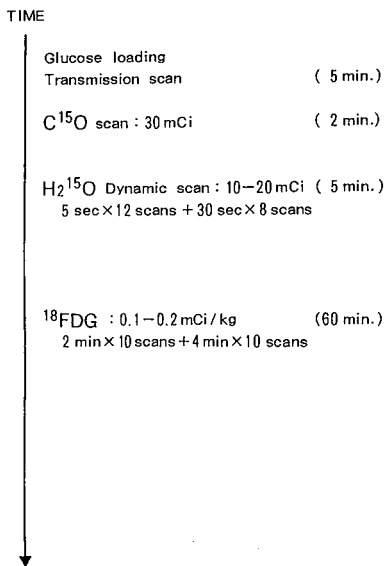 TIME
Glucose loading
Transmission scan ( 5 min.)
C¹⁵O scan : 30 mCi ( 2 min.)
H₂¹⁵O Dynamic scan : 10-20 mCi ( 5 min.)
5 sec × 12 scans + 30 sec × 8 scans
¹⁸FDG : 0.1-0.2 mCi / kg (60 min.)
2 min × 10 scans + 4 min × 10 scans